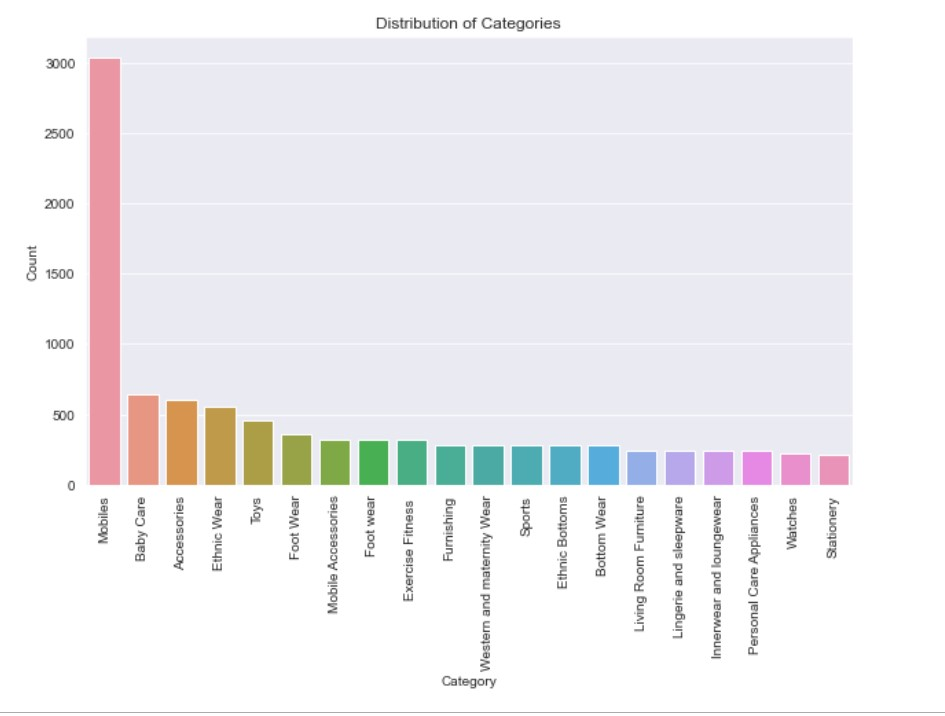 Distribution of Categories
3000
2500
2000
1500
1000
500
0
Count
Mobiles
Baby Care
Accessories
Ethnic Wear
Toys
Foot Wear
Mobile Accessories
Foot wear
Exercise Fitness
Furnishing
Western and maternity Wear
Sports
Ethnic Bottoms
Bottom Wear
Living Room Furniture
Lingerie and sleepware
Innerwear and loungewear
Personal Care Appliances
Watches
Stationery
Category